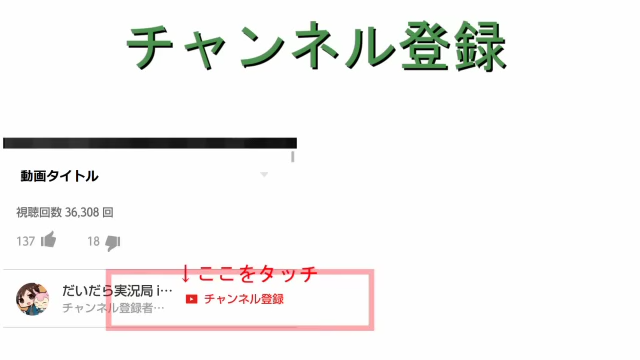 チャンネル登録
動画タイトル
視聴回数 36,308 回
137 18
↓ここをタッチ
だいだら実況局 i…
チャンネル登録
チャンネル登録者…